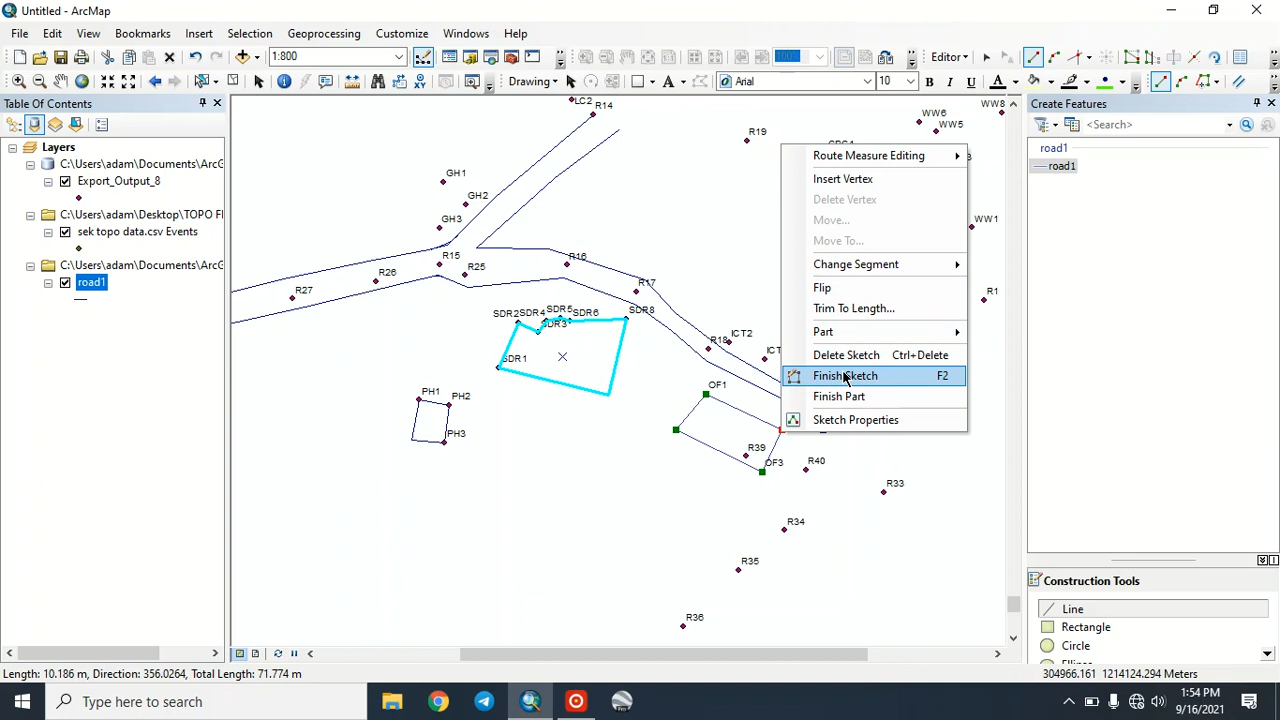 Untitled - ArcMap
File Edit View Bookmarks Insert Selection Geoprocessing Customize Windows Help
1:800 100% Editor
Drawing Arial 10 B I U A
Table Of Contents
Layers
C:\Users\adam\Documents\ArcG
Export_Output_8
C:\Users\adam\Desktop\TOPO FI
sek topo data.csv Events
C:\Users\adam\Documents\ArcG
road1
LC2 R14
GH1
GH2
GH3
R15
R25
R26
R27
R16
R17
SDR2 SDR4 SDR5 SDR6 SDR8
SDR3
SDR1
PH1 PH2
PH3
R18 ICT2
OF1
R39
OF3
R40
R33
R34
R35
R36
R19
WW8
WW6
WW5
WW1
R1
Route Measure Editing
Insert Vertex
Delete Vertex
Move...
Move To...
Change Segment
Flip
Trim To Length...
Part
Delete Sketch Ctrl+Delete
Finish Sketch F2
Finish Part
Sketch Properties
Create Features
<Search>
road1
road1
Construction Tools
Line
Rectangle
Circle
Length: 10.186 m, Direction: 356.0264, Total Length: 71.774 m
304966.161 1214124.294 Meters
Type here to search
1:54 PM
9/16/2021